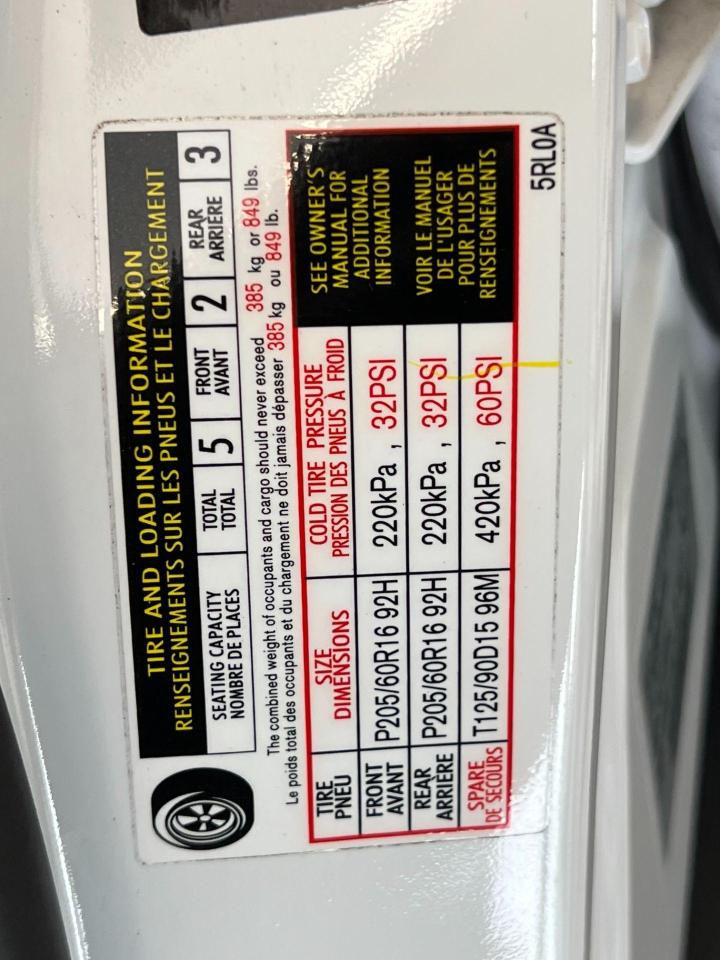 TIRE AND LOADING INFORMATION
RENSEIGNEMENTS SUR LES PNEUS ET LE CHARGEMENT
SEATING CAPACITY
NOMBRE DE PLACES
TOTAL
TOTAL
5
FRONT
AVANT
2
REAR
ARRIÈRE
3
The combined weight of occupants and cargo should never exceed 385 kg or 849 lbs.
Le poids total des occupants et du chargement ne doit jamais dépasser 385 kg ou 849 lb.
TIRE
PNEU
SIZE
DIMENSIONS
COLD TIRE PRESSURE
PRESSION DES PNEUS À FROID
FRONT
AVANT
P205/60R16 92H
220kPa , 32PSI
REAR
ARRIÈRE
P205/60R16 92H
220kPa , 32PSI
SPARE
DE SECOURS
T125/90D15 96M
420kPa , 60PSI
SEE OWNER'S
MANUAL FOR
ADDITIONAL
INFORMATION
VOIR LE MANUEL
DE L'USAGER
POUR PLUS DE
RENSEIGNEMENTS
5RL0A